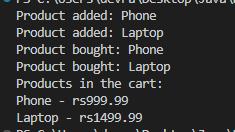 Product added: Phone
Product added: Laptop
Product bought: Phone
Product bought: Laptop
Products in the cart:
Phone - rs999.99
Laptop - rs1499.99